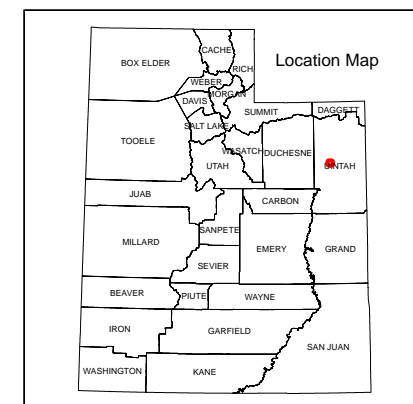 Location Map
BOX ELDER
CACHE
RICH
WEBER
MORGAN
DAVIS
SUMMIT
DAGGETT
SALT LAKE
TOOELE
WASATCH
DUCHESNE
UINTAH
UTAH
JUAB
CARBON
SANPETE
MILLARD
EMERY
GRAND
SEVIER
BEAVER
PIUTE
WAYNE
IRON
GARFIELD
SAN JUAN
WASHINGTON
KANE